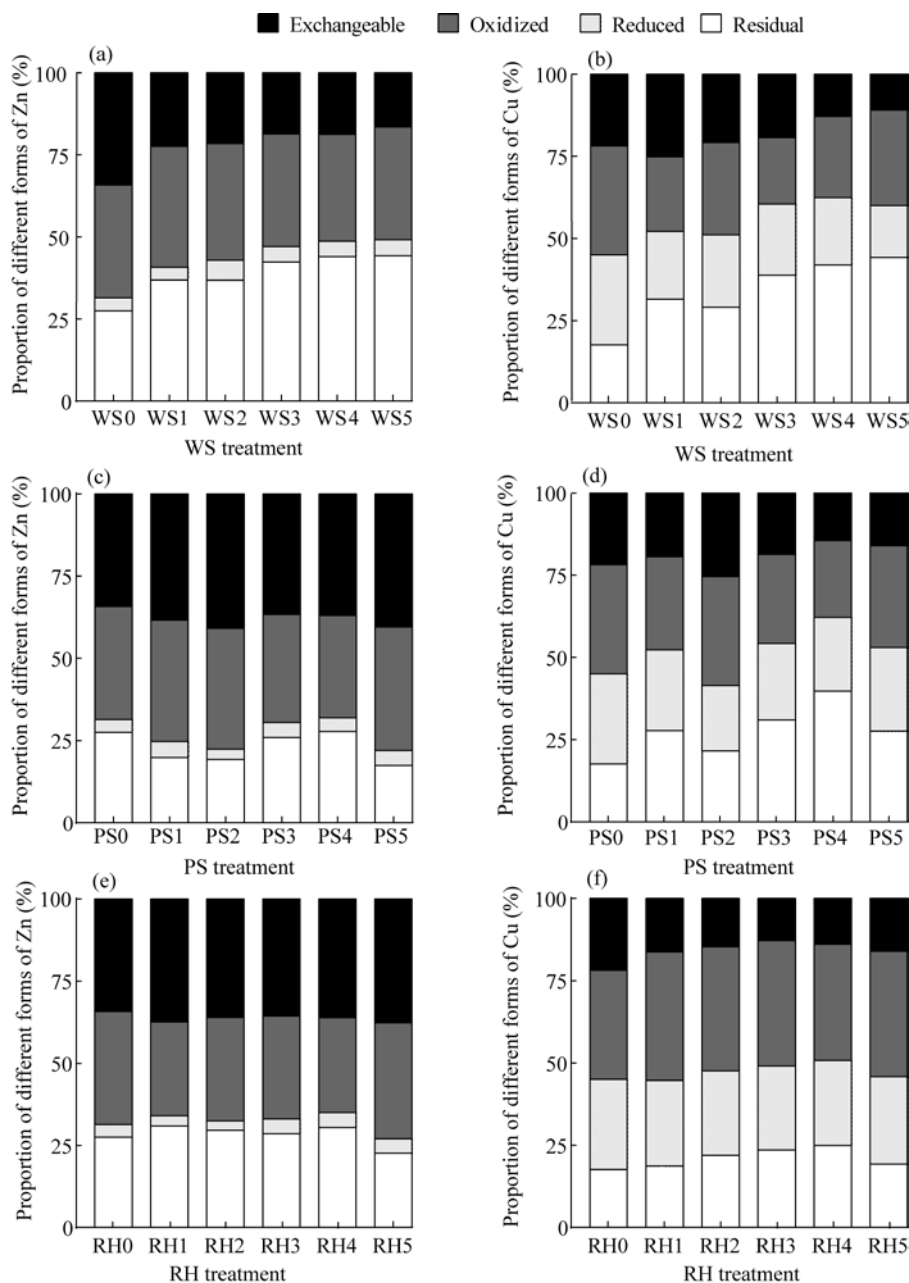 Exchangeable Oxidized Reduced Residual
(a)
Proportion of different forms of Zn (%)
100
75
50
25
0
WS0 WS1 WS2 WS3 WS4 WS5
WS treatment
(b)
Proportion of different forms of Cu (%)
100
75
50
25
0
WS0 WS1 WS2 WS3 WS4 WS5
WS treatment
(c)
Proportion of different forms of Zn (%)
100
75
50
25
0
PS0 PS1 PS2 PS3 PS4 PS5
PS treatment
(d)
Proportion of different forms of Cu (%)
100
75
50
25
0
PS0 PS1 PS2 PS3 PS4 PS5
PS treatment
(e)
Proportion of different forms of Zn (%)
100
75
50
25
0
RH0 RH1 RH2 RH3 RH4 RH5
RH treatment
(f)
Proportion of different forms of Cu (%)
100
75
50
25
0
RH0 RH1 RH2 RH3 RH4 RH5
RH treatment